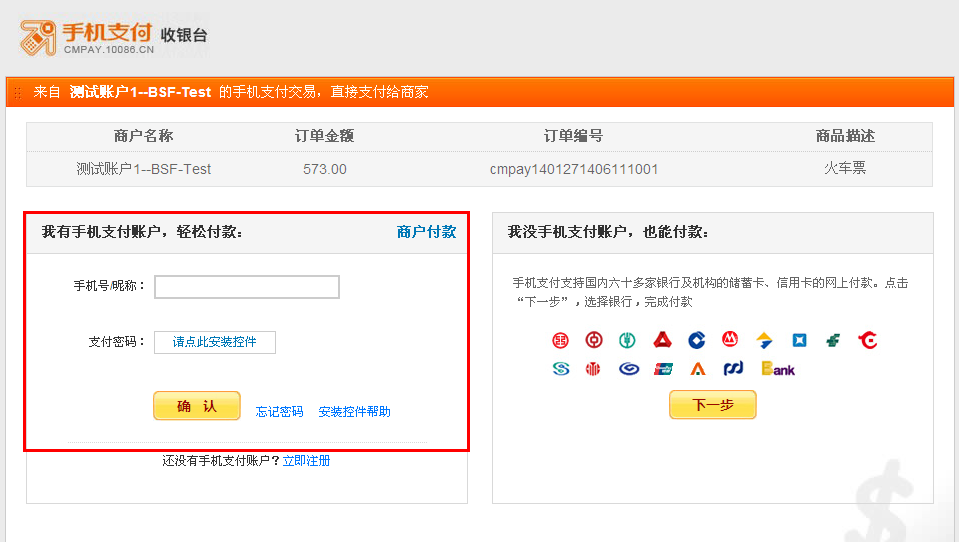 手机支付 收银台
CMPAY.10086.CN
来自 测试账户1--BSF-Test 的手机支付交易，直接支付给商家
商户名称 订单金额 订单编号 商品描述
测试账户1--BSF-Test 573.00 cmpay1401271406111001 火车票
我有手机支付账户，轻松付款： 商户付款
手机号/昵称：
支付密码： 请点此安装控件
确 认 忘记密码 安装控件帮助
还没有手机支付账户？立即注册
我没手机支付账户，也能付款：
手机支付支持国内六十多家银行及机构的储蓄卡、信用卡的网上付款。点击
“下一步”，选择银行，完成付款
Bank
下一步